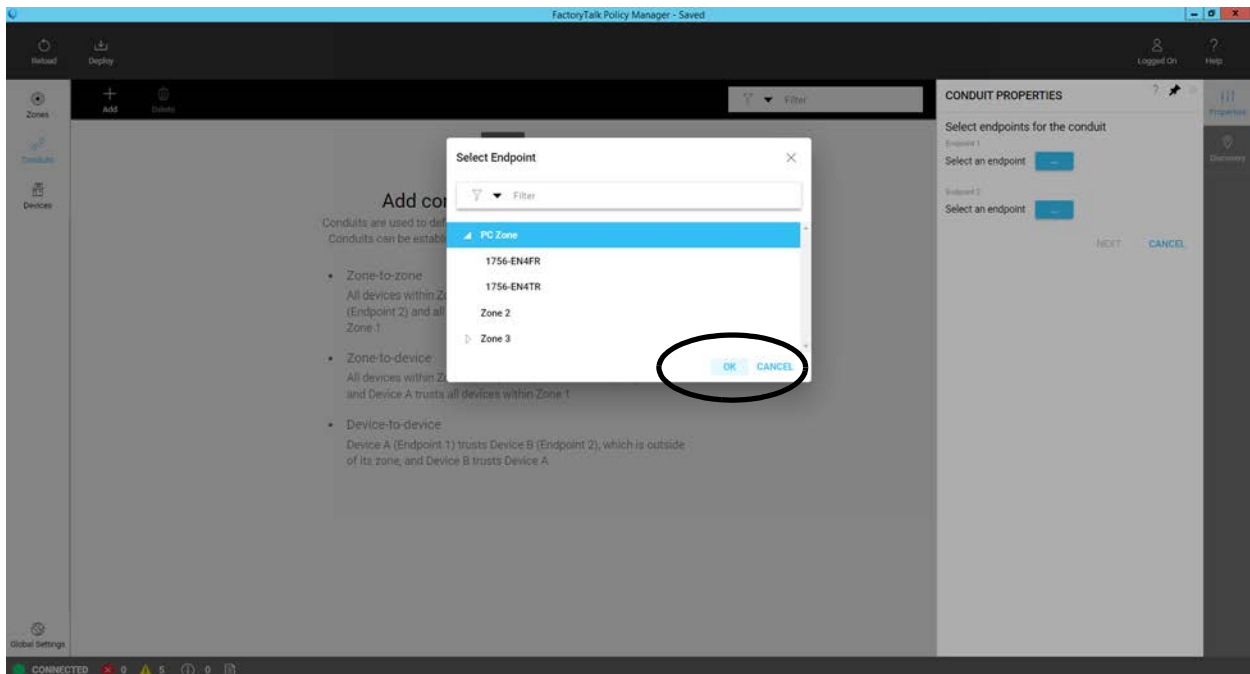 FactoryTalk Policy Manager - Saved
Reload
Deploy
Logged On
?
Help
Zones
Conduits
Devices
Global Settings
Add
Delete
Filter
Add con
Conduits are used to def
Conduits can be establi
• Zone-to-zone
All devices within Zo
(Endpoint 2) and all
Zone 1
• Zone-to-device
All devices within Zo
and Device A trusts all devices within Zone 1
• Device-to-device
Device A (Endpoint 1) trusts Device B (Endpoint 2), which is outside
of its zone, and Device B trusts Device A
Select Endpoint
Filter
PC Zone
1756-EN4FR
1756-EN4TR
Zone 2
Zone 3
OK CANCEL
CONDUIT PROPERTIES
?
Select endpoints for the conduit
Endpoint 1
Select an endpoint ...
Endpoint 2
Select an endpoint ...
NEXT CANCEL
Properties
Discovery
CONNECTED 0 5 0